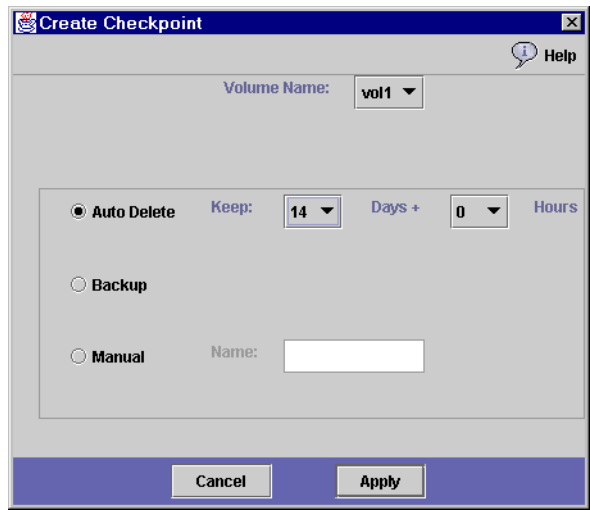 Create Checkpoint
Help
Volume Name: vol1
Auto Delete Keep: 14 Days + 0 Hours
Backup
Manual Name:
Cancel Apply